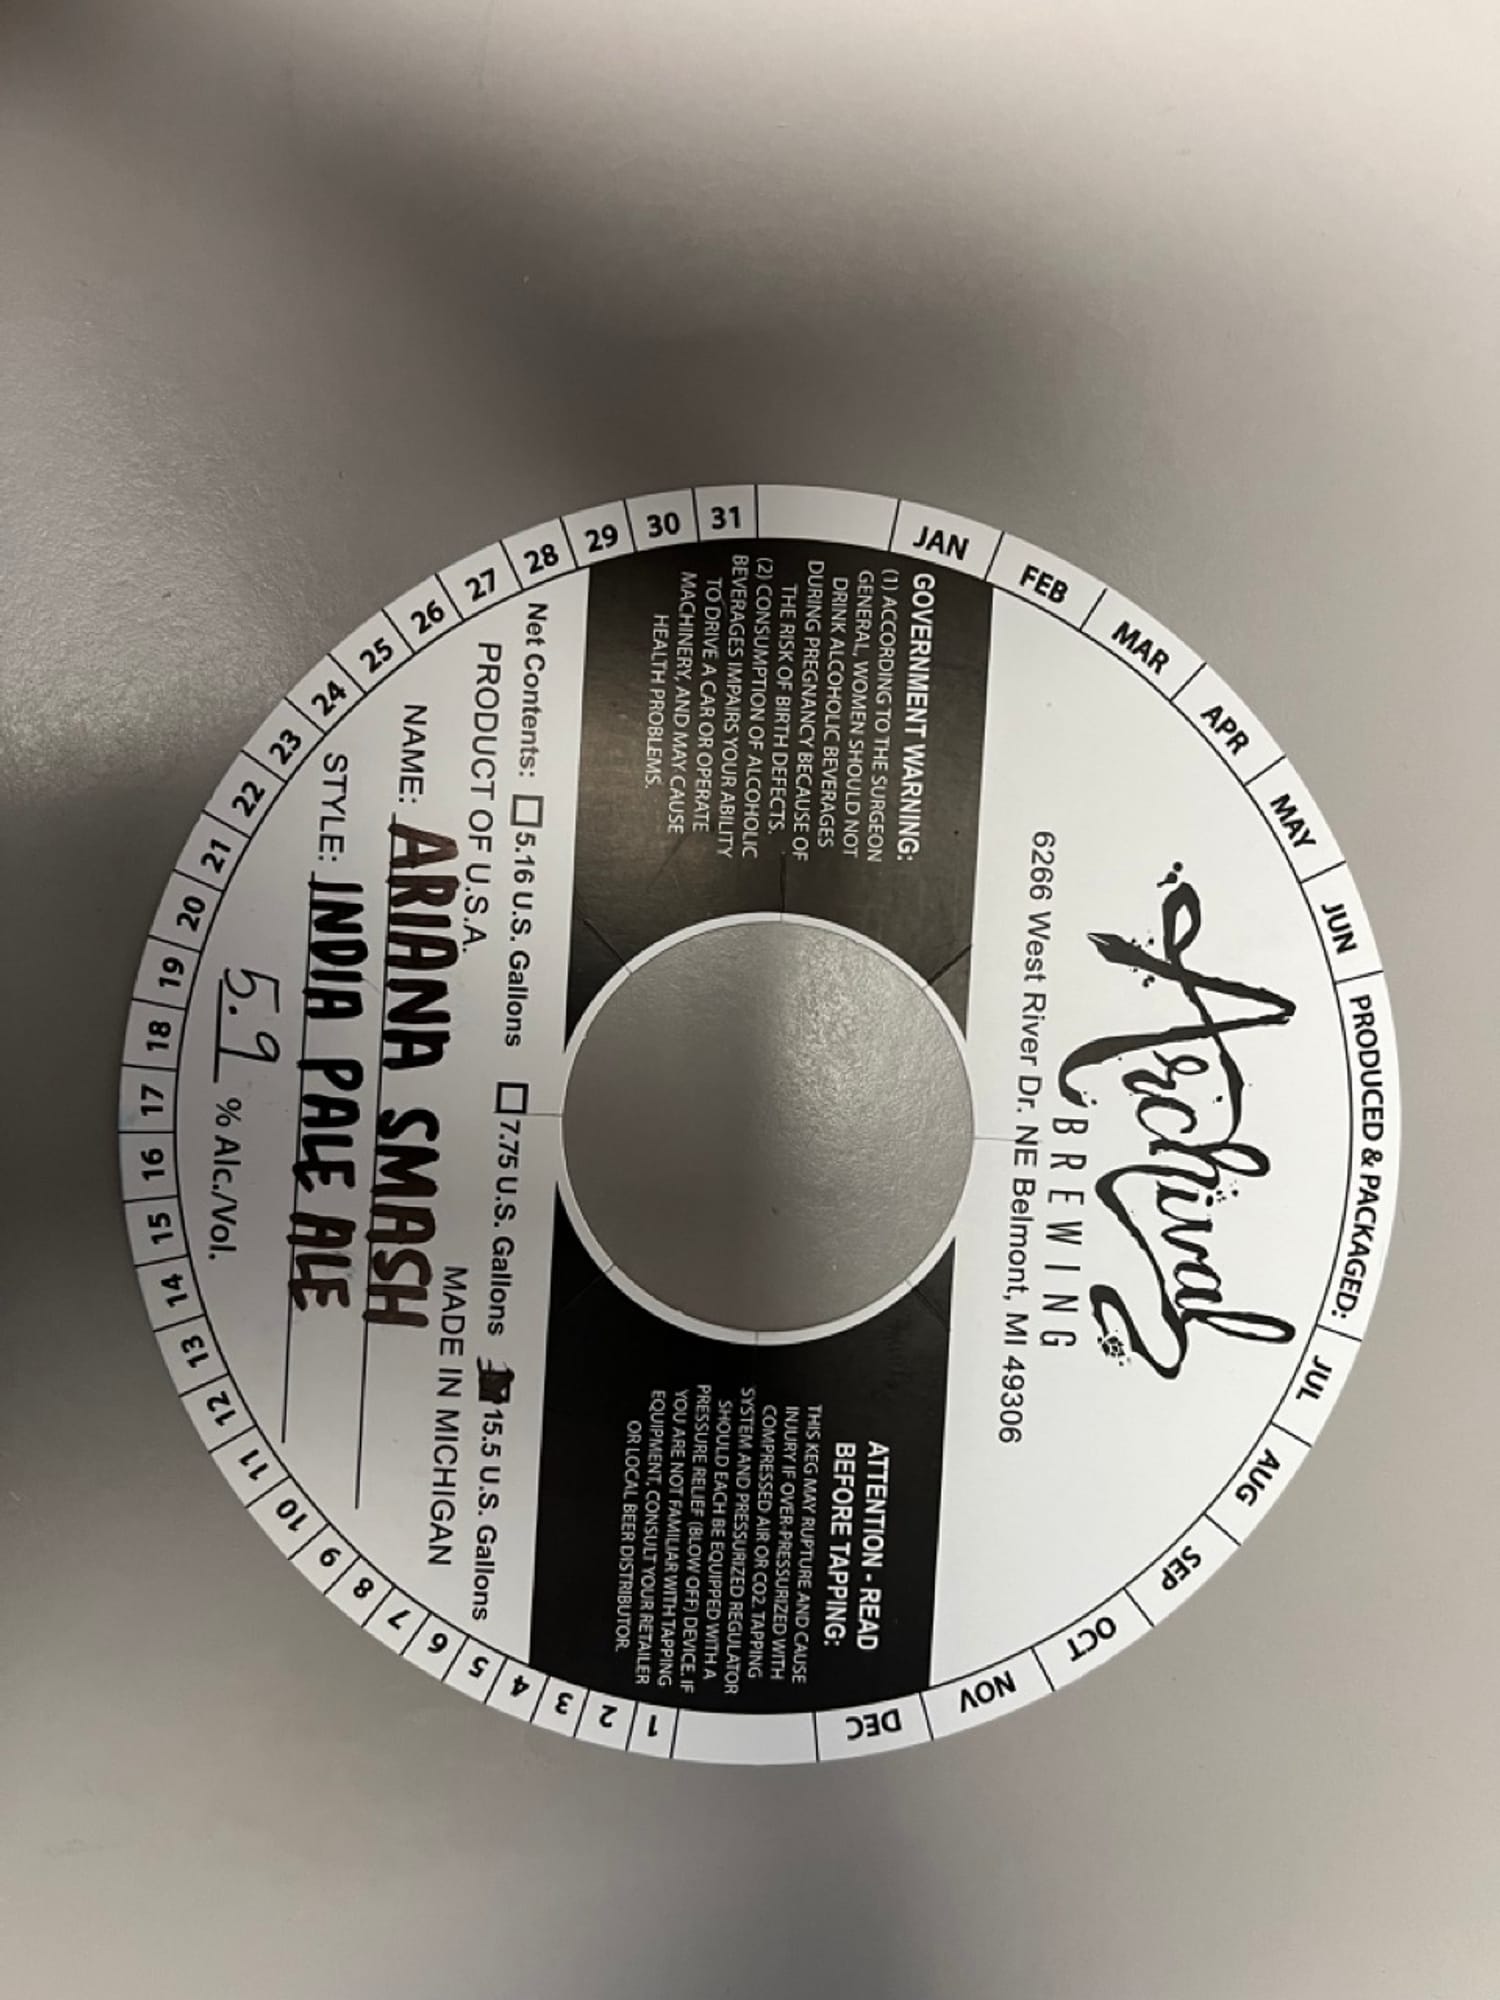 PRODUCED & PACKAGED:
JAN FEB MAR APR MAY JUN
JUL AUG SEP OCT NOV DEC
Archival
BREWING
6266 West River Dr. NE Belmont, MI 49306
GOVERNMENT WARNING:
(1) ACCORDING TO THE SURGEON
GENERAL, WOMEN SHOULD NOT
DRINK ALCOHOLIC BEVERAGES
DURING PREGNANCY BECAUSE OF
THE RISK OF BIRTH DEFECTS.
(2) CONSUMPTION OF ALCOHOLIC
BEVERAGES IMPAIRS YOUR ABILITY
TO DRIVE A CAR OR OPERATE
MACHINERY, AND MAY CAUSE
HEALTH PROBLEMS.
ATTENTION - READ
BEFORE TAPPING:
THIS KEG MAY RUPTURE AND CAUSE
INJURY IF OVER-PRESSURIZED WITH
COMPRESSED AIR OR CO2. TAPPING
SYSTEM AND PRESSURIZED REGULATOR
SHOULD EACH BE EQUIPPED WITH A
PRESSURE RELIEF (BLOW OFF) DEVICE. IF
YOU ARE NOT FAMILIAR WITH TAPPING
EQUIPMENT, CONSULT YOUR RETAILER
OR LOCAL BEER DISTRIBUTOR.
Net Contents: 5.16 U.S. Gallons 7.75 U.S. Gallons 15.5 U.S. Gallons
PRODUCT OF U.S.A. MADE IN MICHIGAN
NAME: ARIANA SMASH
STYLE: INDIA PALE ALE
5.9 % Alc./Vol.
31 30 29 28 27 26 25 24 23 22 21 20 19 18 17 16 15 14 13 12 11 10 9 8 7 6 5 4 3 2 1